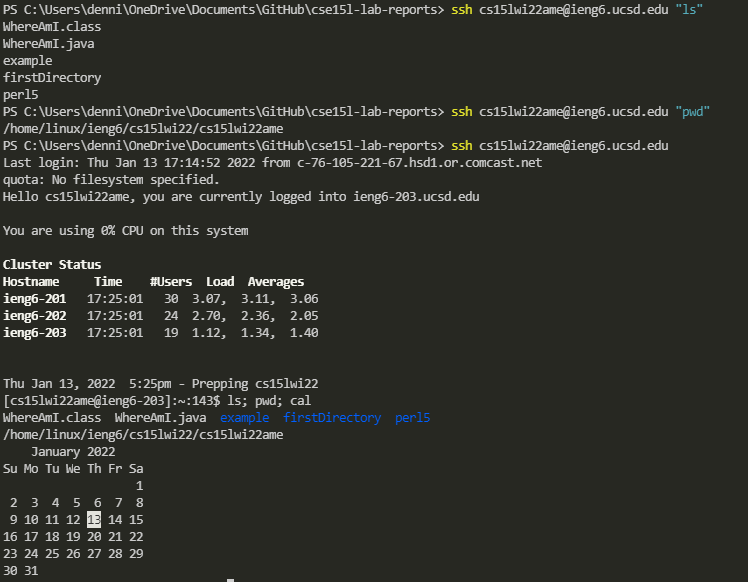 PS C:\Users\denni\OneDrive\Documents\GitHub\cse15l-lab-reports> ssh cs15lwi22ame@ieng6.ucsd.edu "ls"
WhereAmI.class
WhereAmI.java
example
firstDirectory
perl5
PS C:\Users\denni\OneDrive\Documents\GitHub\cse15l-lab-reports> ssh cs15lwi22ame@ieng6.ucsd.edu "pwd"
/home/linux/ieng6/cs15lwi22/cs15lwi22ame
PS C:\Users\denni\OneDrive\Documents\GitHub\cse15l-lab-reports> ssh cs15lwi22ame@ieng6.ucsd.edu
Last login: Thu Jan 13 17:14:52 2022 from c-76-105-221-67.hsd1.or.comcast.net
quota: No filesystem specified.
Hello cs15lwi22ame, you are currently logged into ieng6-203.ucsd.edu

You are using 0% CPU on this system

Cluster Status
Hostname     Time    #Users  Load  Averages
ieng6-201   17:25:01   30  3.07,  3.11,  3.06
ieng6-202   17:25:01   24  2.70,  2.36,  2.05
ieng6-203   17:25:01   19  1.12,  1.34,  1.40

Thu Jan 13, 2022  5:25pm - Prepping cs15lwi22
[cs15lwi22ame@ieng6-203]:~:143$ ls; pwd; cal
WhereAmI.class  WhereAmI.java  example  firstDirectory  perl5
/home/linux/ieng6/cs15lwi22/cs15lwi22ame
    January 2022
Su Mo Tu We Th Fr Sa
                   1
 2  3  4  5  6  7  8
 9 10 11 12 13 14 15
16 17 18 19 20 21 22
23 24 25 26 27 28 29
30 31